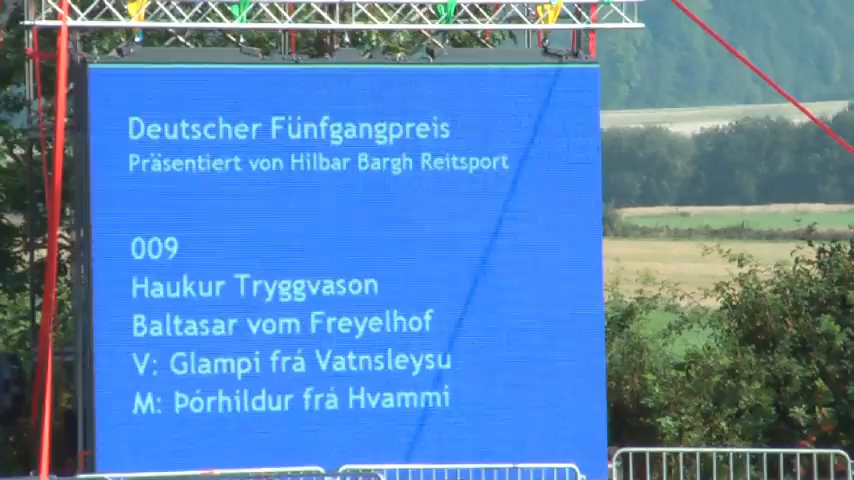 Deutscher Fünfgangpreis
Präsentiert von Hilbar Bargh Reitsport
009
Haukur Tryggvason
Baltasar vom Freyelhof
V: Glampi frá Vatnsleysu
M: Þórhildur frá Hvammi